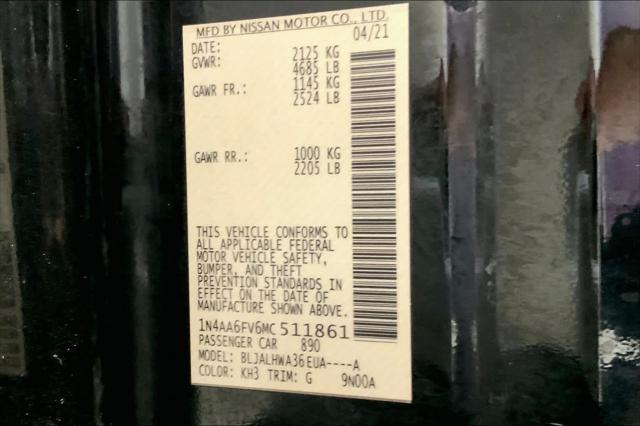 MFD BY NISSAN MOTOR CO., LTD.
DATE: 04/21
GVWR: 2125 KG
4685 LB
GAWR FR.: 1145 KG
2524 LB
GAWR RR.: 1000 KG
2205 LB
THIS VEHICLE CONFORMS TO
ALL APPLICABLE FEDERAL
MOTOR VEHICLE SAFETY,
BUMPER, AND THEFT
PREVENTION STANDARDS IN
EFFECT ON THE DATE OF
MANUFACTURE SHOWN ABOVE.
1N4AA6FV6MC511861
PASSENGER CAR 890
MODEL: BLJALHWA36EUA----A
COLOR: KH3 TRIM: G 9N00A